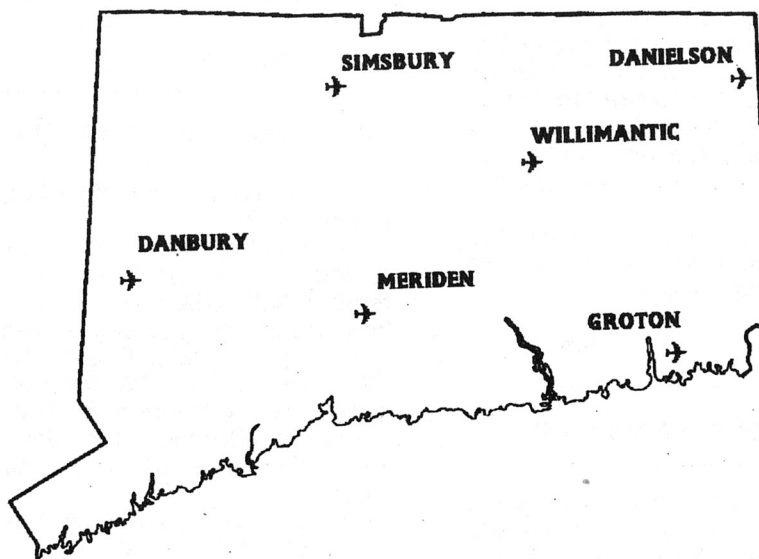 SIMSBURY
DANIELSON
WILLIMANTIC
DANBURY
MERIDEN
GROTON